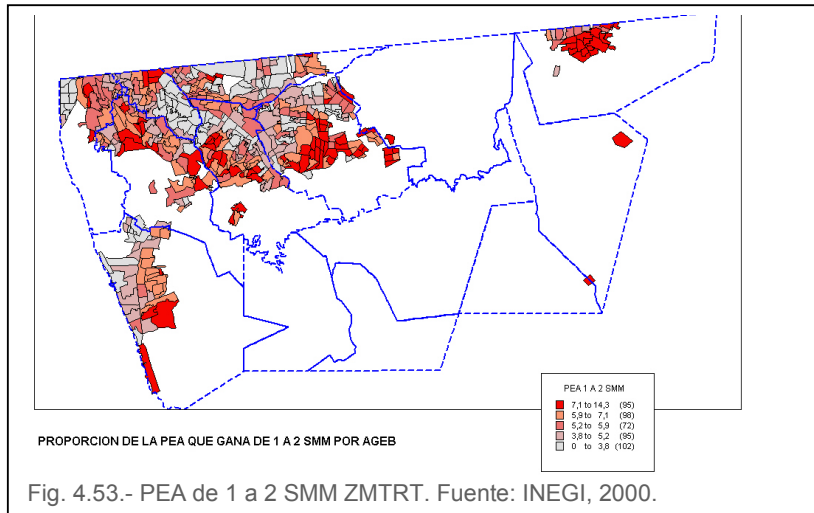 PEA 1 A 2 SMM
7,1 to 14,3 (95)
5,9 to 7,1 (98)
5,2 to 5,9 (72)
3,8 to 5,2 (95)
0 to 3,8 (102)
PROPORCION DE LA PEA QUE GANA DE 1 A 2 SMM POR AGEB
Fig. 4.53.- PEA de 1 a 2 SMM ZMTRT. Fuente: INEGI, 2000.